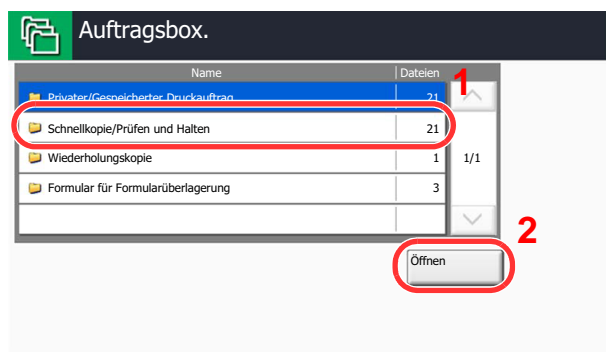 Auftragsbox.
Name Dateien
1
Privater/Gespeicherter Druckauftrag 21
Schnellkopie/Prüfen und Halten 21
Wiederholungskopie 1 1/1
Formular für Formularüberlagerung 3
2
Öffnen